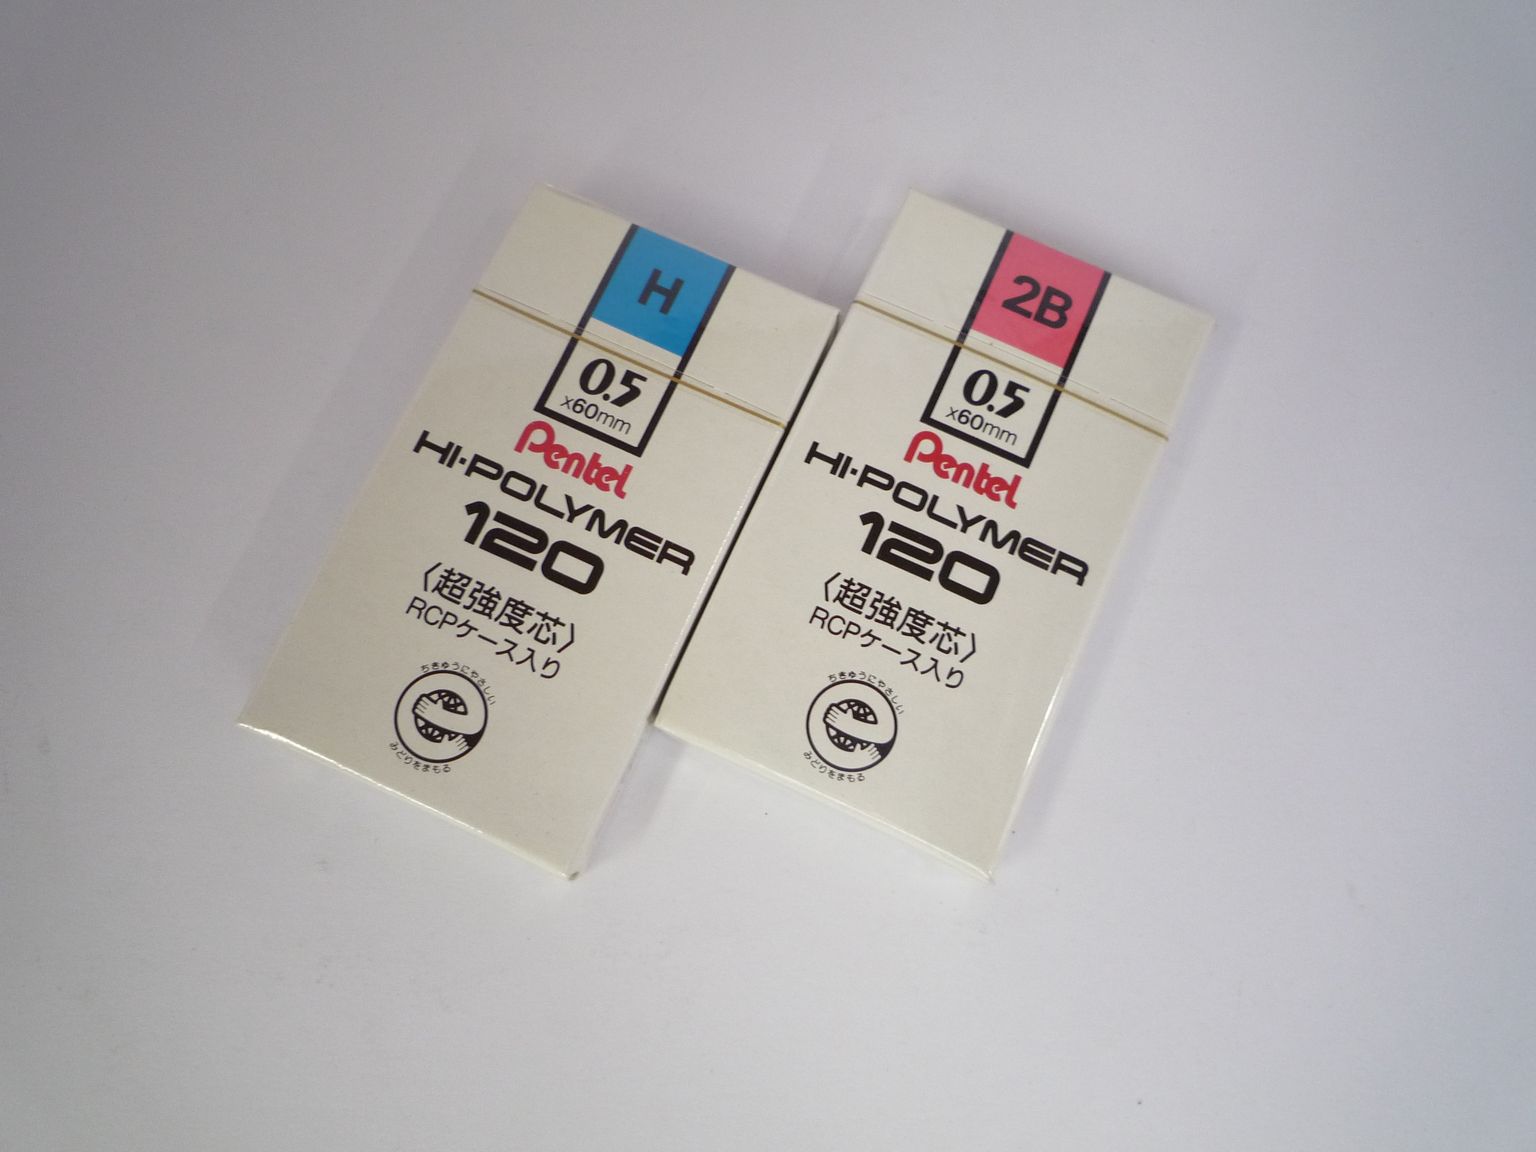 H
0.5
x60mm
Pentel
HI-POLYMER
120
〈超強度芯〉
RCPケース入り
ちきゅうにやさしい
みどりをまもる
2B
0.5
x60mm
Pentel
HI-POLYMER
120
〈超強度芯〉
RCPケース入り
ちきゅうにやさしい
みどりをまもる